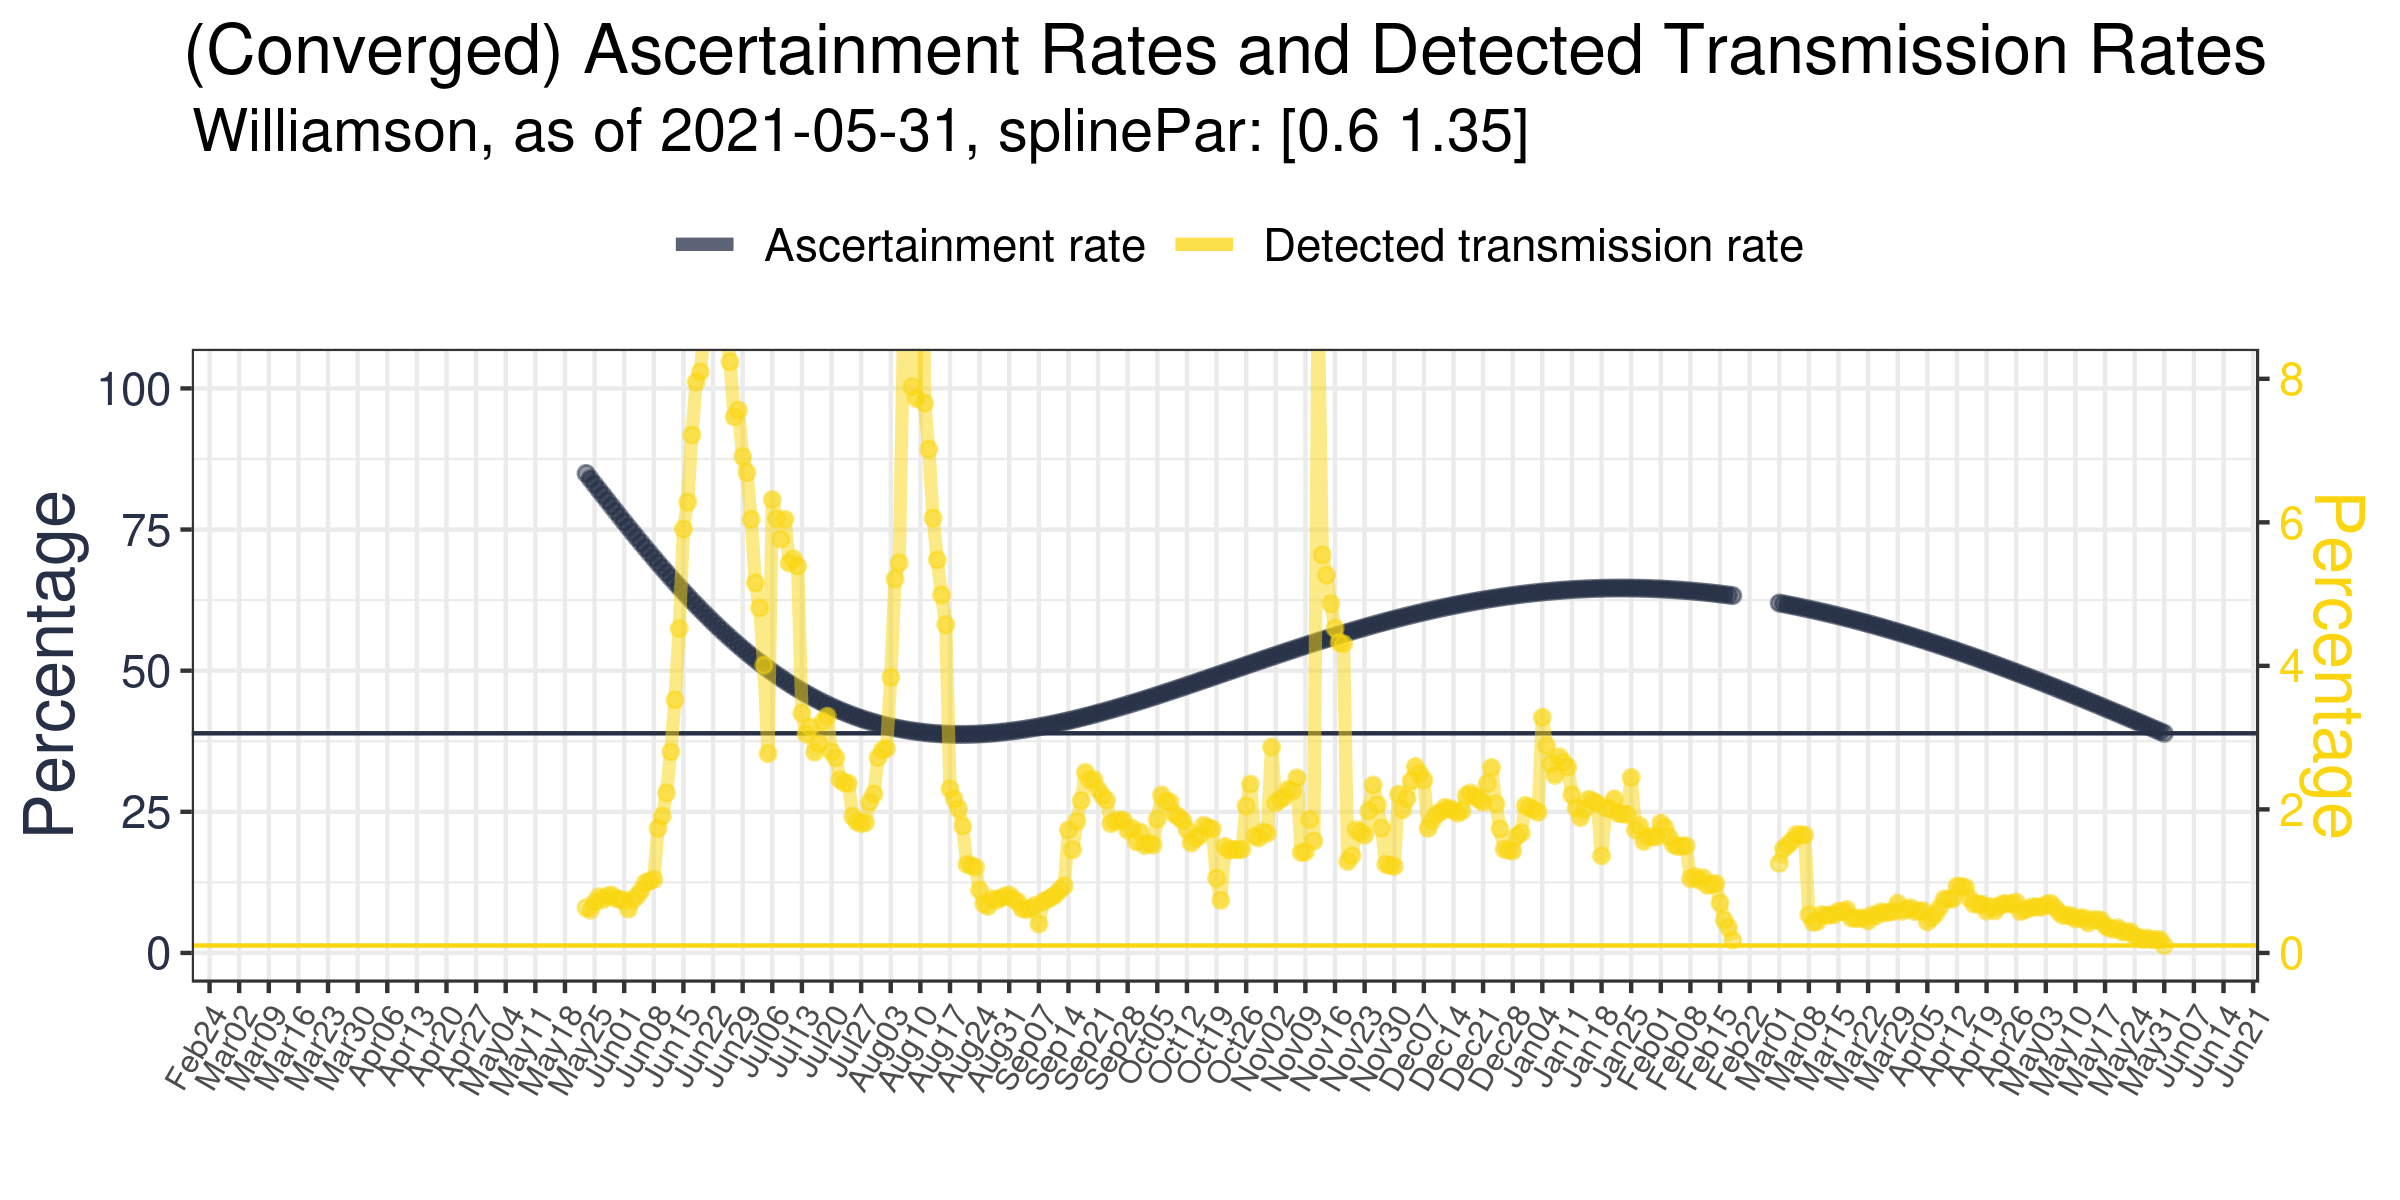 (Converged) Ascertainment Rates and Detected Transmission Rates
Williamson, as of 2021-05-31, splinePar: [0.6 1.35]
Ascertainment rate Detected transmission rate
Percentage
100
75
50
25
0
8
6
4
2
0
Percentage
Feb24 Mar02 Mar09 Mar16 Mar23 Mar30 Apr06 Apr13 Apr20 Apr27 May04 May11 May18 May25 Jun01 Jun08 Jun15 Jun22 Jun29 Jul06 Jul13 Jul20 Jul27 Aug03 Aug10 Aug17 Aug24 Aug31 Sep07 Sep14 Sep21 Sep28 Oct05 Oct12 Oct19 Oct26 Nov02 Nov09 Nov16 Nov23 Nov30 Dec07 Dec14 Dec21 Dec28 Jan04 Jan11 Jan18 Jan25 Feb01 Feb08 Feb15 Feb22 Mar01 Mar08 Mar15 Mar22 Mar29 Apr05 Apr12 Apr19 Apr26 May03 May10 May17 May24 May31 Jun07 Jun14 Jun21